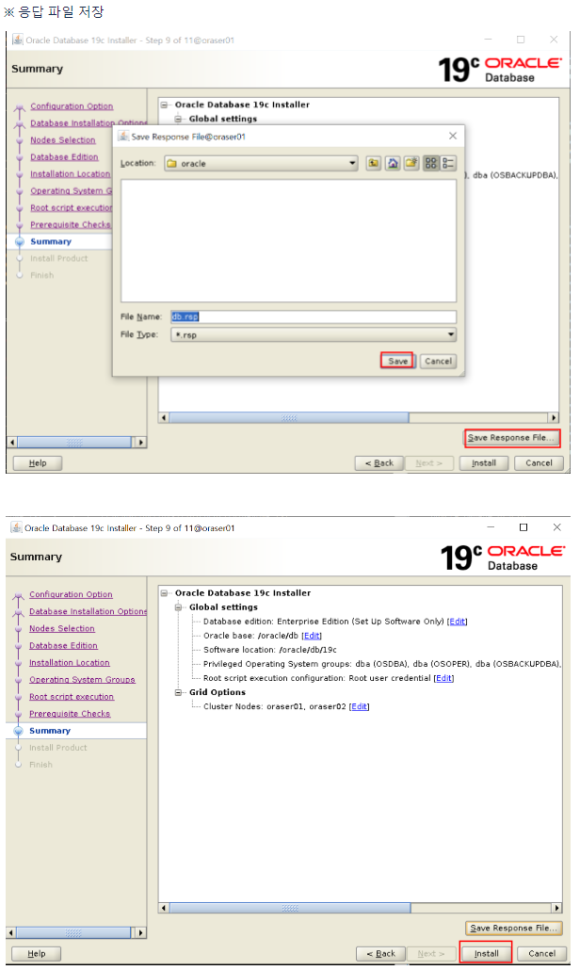 ※ 응답 파일 저장
Oracle Database 19c Installer - Step 9 of 11@oraser01
Summary
19c ORACLE
Database
Configuration Option
Database Installation Options
Nodes Selection
Database Edition
Installation Location
Operating System G
Root script execution
Prerequisite Checks
Summary
Install Product
Finish
Oracle Database 19c Installer
Global settings
), dba (OSBACKUPDBA),
Save Response File@oraser01
Location: oracle
File Name: db.rsp
File Type: *.rsp
Save Cancel
Save Response File...
Help < Back Next > Install Cancel
Oracle Database 19c Installer - Step 9 of 11@oraser01
Summary
19c ORACLE
Database
Configuration Option
Database Installation Options
Nodes Selection
Database Edition
Installation Location
Operating System Groups
Root script execution
Prerequisite Checks
Summary
Install Product
Finish
Oracle Database 19c Installer
Global settings
Database edition: Enterprise Edition (Set Up Software Only) [Edit]
Oracle base: /oracle/db [Edit]
Software location: /oracle/db/19c
Privileged Operating System groups: dba (OSDBA), dba (OSOPER), dba (OSBACKUPDBA),
Root script execution configuration: Root user credential [Edit]
Grid Options
Cluster Nodes: oraser01, oraser02 [Edit]
Save Response File...
Help < Back Next > Install Cancel